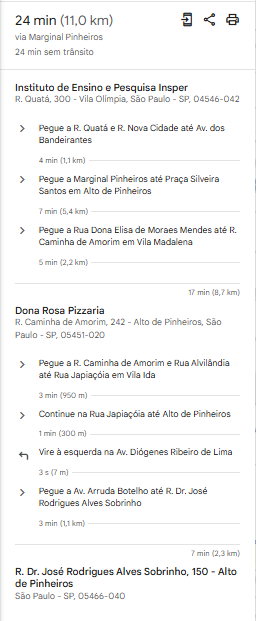 24 min (11,0 km)
via Marginal Pinheiros
24 min sem trânsito
Instituto de Ensino e Pesquisa Insper
R. Quatá, 300 - Vila Olímpia, São Paulo - SP, 04546-042
Pegue a R. Quatá e R. Nova Cidade até Av. dos
Bandeirantes
4 min (1,1 km)
Pegue a Marginal Pinheiros até Praça Silveira
Santos em Alto de Pinheiros
7 min (5,4 km)
Pegue a Rua Dona Elisa de Moraes Mendes até R.
Caminha de Amorim em Vila Madalena
5 min (2,2 km)
17 min (8,7 km)
Dona Rosa Pizzaria
R. Caminha de Amorim, 242 - Alto de Pinheiros, São
Paulo - SP, 05451-020
Pegue a R. Caminha de Amorim e Rua Alvilândia
até Rua Japiaçóia em Vila Ida
3 min (950 m)
Continue na Rua Japiaçóia até Alto de Pinheiros
1 min (300 m)
Vire à esquerda na Av. Diógenes Ribeiro de Lima
3 s (7 m)
Pegue a Av. Arruda Botelho até R. Dr. José
Rodrigues Alves Sobrinho
3 min (1,1 km)
7 min (2,3 km)
R. Dr. José Rodrigues Alves Sobrinho, 150 - Alto
de Pinheiros
São Paulo - SP, 05466-040